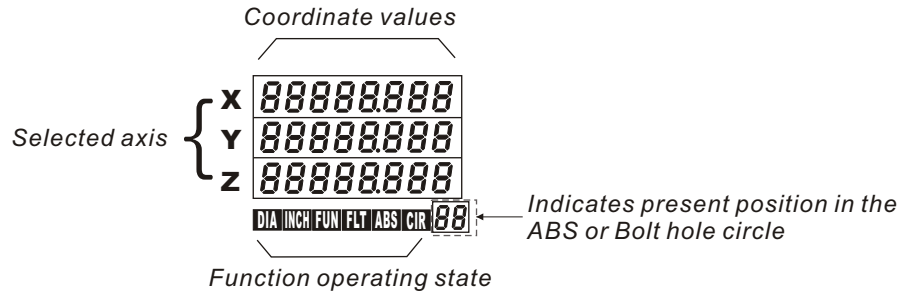 Coordinate values
X 88888.888
Selected axis Y 88888.888
Z 88888.888
DIA INCH FUN FLT ABS CIR 88
Indicates present position in the
ABS or Bolt hole circle
Function operating state